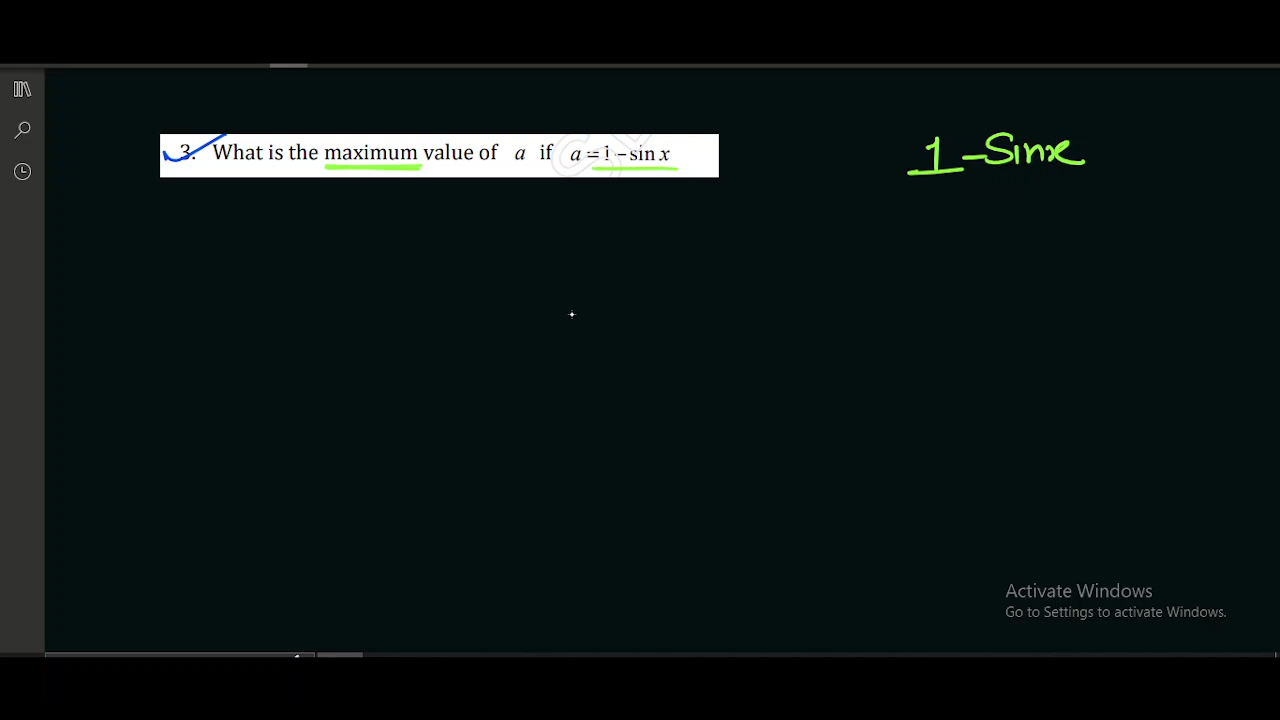 3. What is the maximum value of a if a = 1 – sin x
1 – Sinx
Activate Windows
Go to Settings to activate Windows.